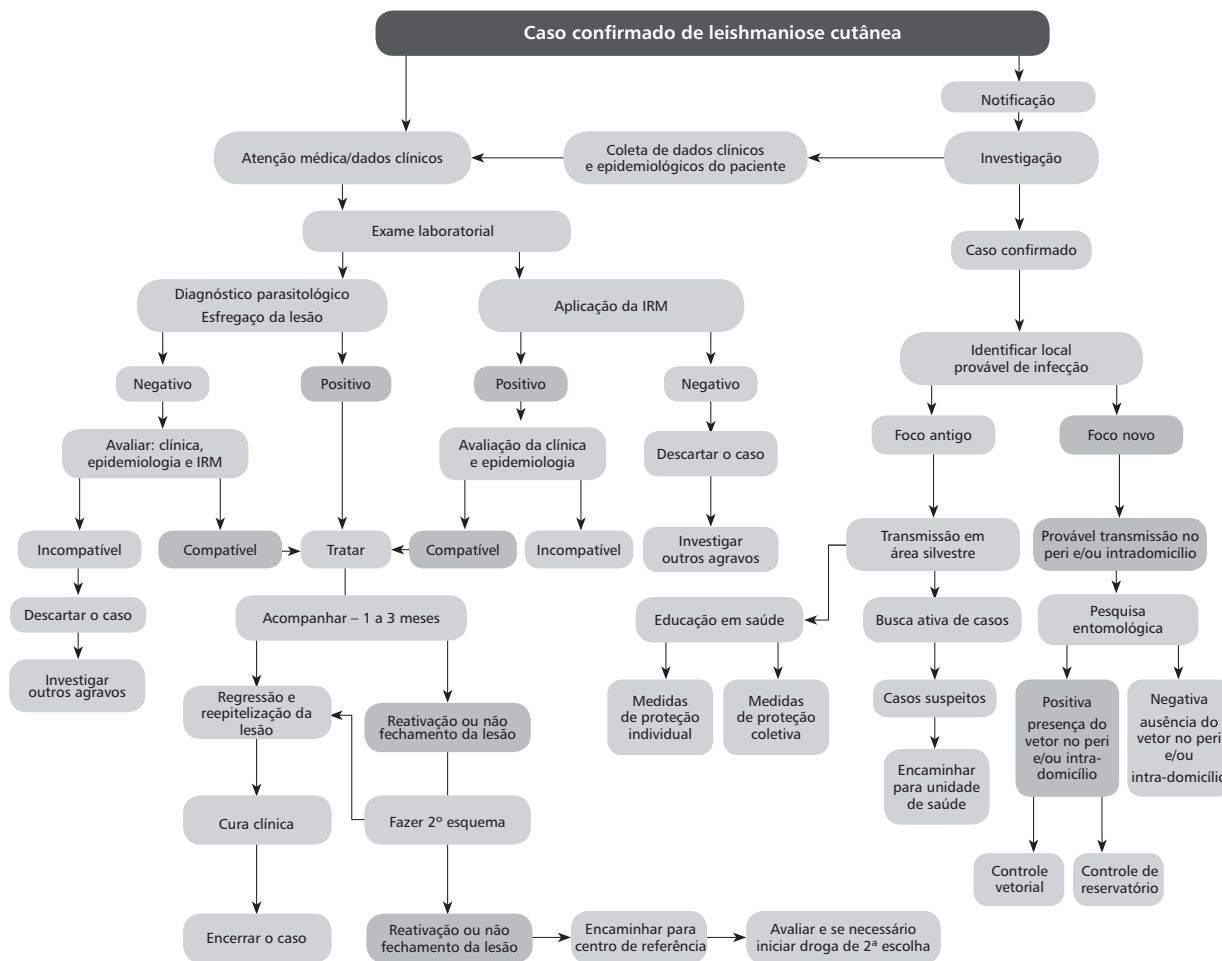 Caso confirmado de leishmaniose cutânea
Notificação
Atenção médica/dados clínicos
Coleta de dados clínicos
e epidemiológicos do paciente
Investigação
Exame laboratorial
Caso confirmado
Diagnóstico parasitológico
Esfregaço da lesão
Aplicação da IRM
Identificar local
provável de infecção
Negativo
Positivo
Positivo
Negativo
Foco antigo
Foco novo
Avaliar: clínica,
epidemiologia e IRM
Avaliação da clínica
e epidemiologia
Descartar o caso
Incompatível
Compatível
Tratar
Compatível
Incompatível
Investigar
outros agravos
Transmissão em
área silvestre
Provável transmissão no
peri e/ou intradomicílio
Descartar o caso
Acompanhar – 1 a 3 meses
Educação em saúde
Busca ativa de casos
Pesquisa
entomológica
Investigar
outros agravos
Regressão e
reepitelização da
lesão
Reativação ou não
fechamento da lesão
Medidas
de proteção
individual
Medidas
de proteção
coletiva
Casos suspeitos
Positiva
presença do
vetor no peri
e/ou intra-
domicílio
Negativa
ausência do
vetor no peri
e/ou
intra-domicílio
Encaminhar
para unidade
de saúde
Cura clínica
Fazer 2º esquema
Controle
vetorial
Controle de
reservatório
Encerrar o caso
Reativação ou não
fechamento da lesão
Encaminhar para
centro de referência
Avaliar e se necessário
iniciar droga de 2ª escolha